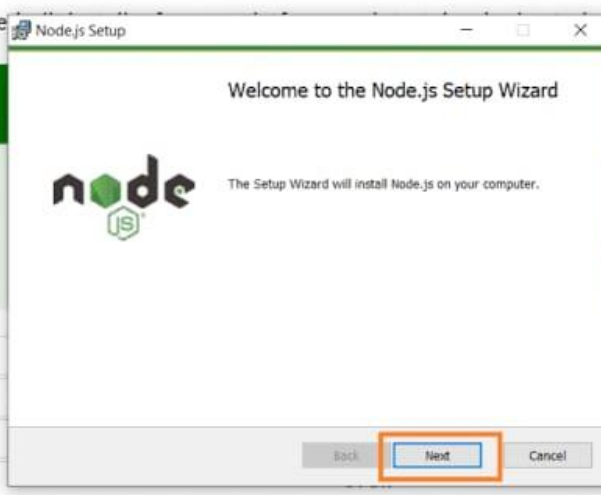 Node.js Setup
Welcome to the Node.js Setup Wizard
node
JS
The Setup Wizard will install Node.js on your computer.
Back Next Cancel